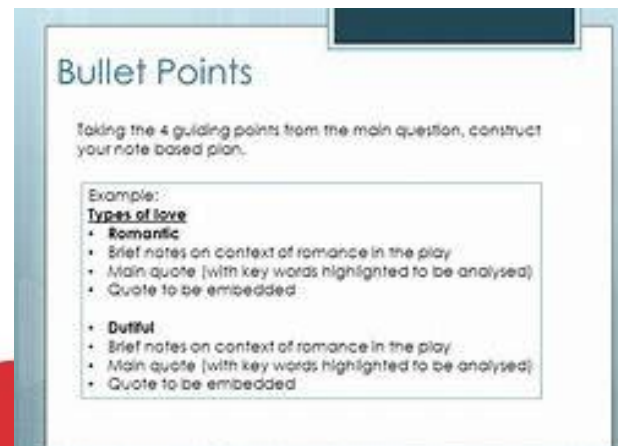 Bullet Points
Taking the 4 guiding points from the main question, construct
your note based plan.
Example:
Types of love
• Romantic
• Brief notes on context of romance in the play
• Main quote (with key words highlighted to be analysed)
• Quote to be embedded
• Dutiful
• Brief notes on context of romance in the play
• Main quote (with key words highlighted to be analysed)
• Quote to be embedded